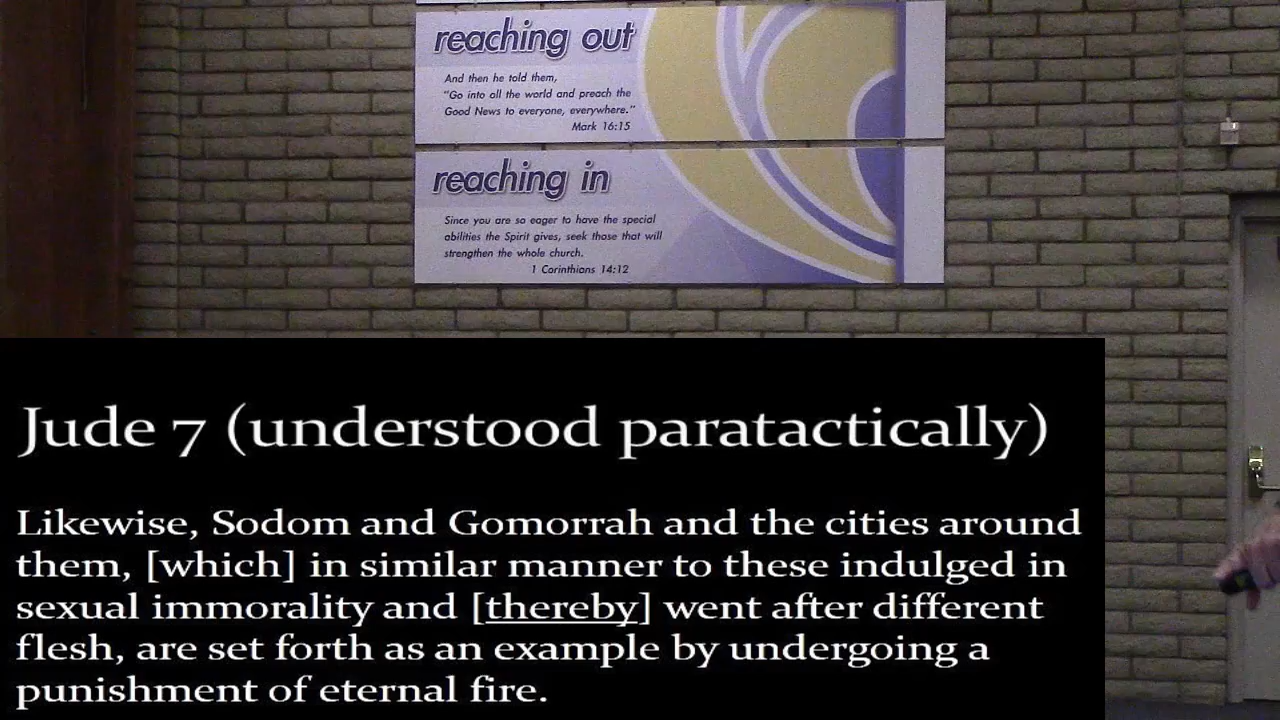 reaching out
And then he told them,
"Go into all the world and preach the
Good News to everyone, everywhere."
Mark 16:15
reaching in
Since you are so eager to have the special
abilities the Spirit gives, seek those that will
strengthen the whole church.
1 Corinthians 14:12
Jude 7 (understood paratactically)
Likewise, Sodom and Gomorrah and the cities around
them, [which] in similar manner to these indulged in
sexual immorality and [thereby] went after different
flesh, are set forth as an example by undergoing a
punishment of eternal fire.